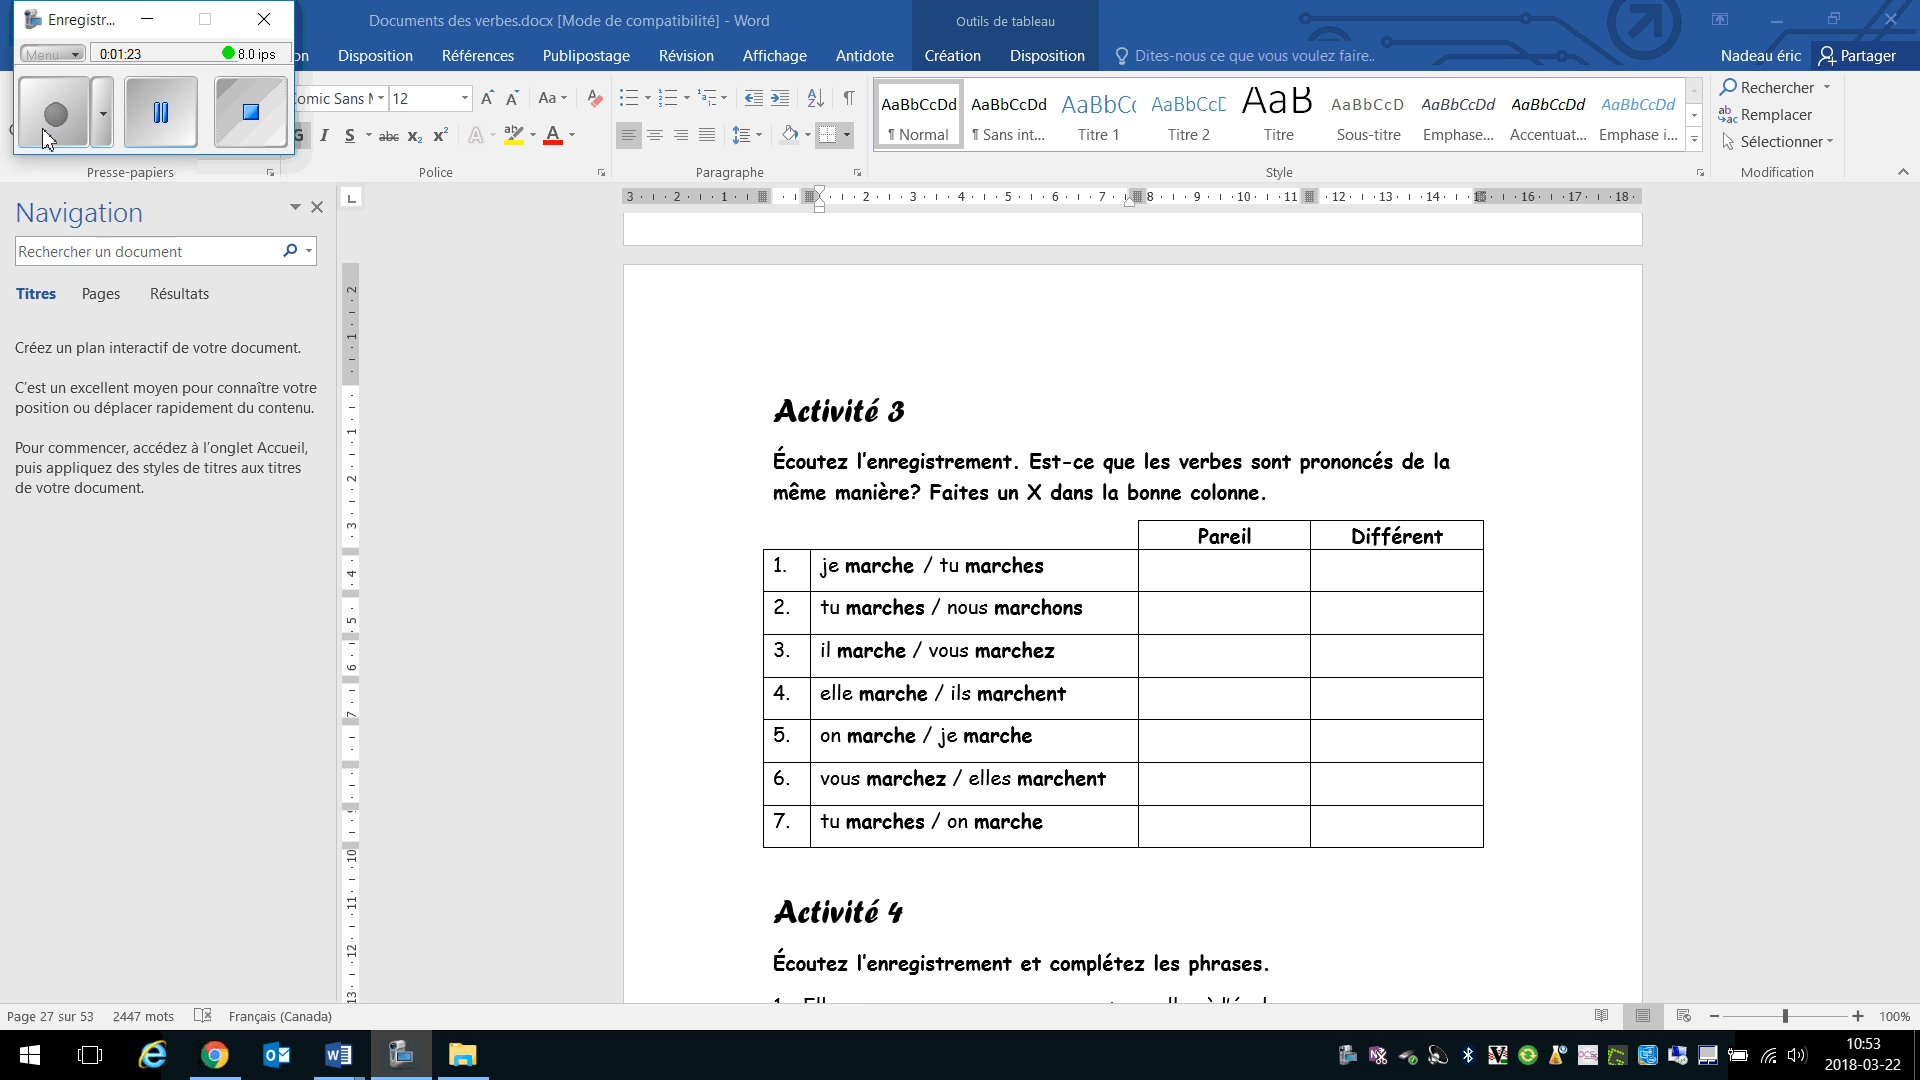 Enregistr...
Menu
0:01:23
8.0 ips
Documents des verbes.docx [Mode de compatibilité] - Word
Outils de tableau
Disposition
Références
Publipostage
Révision
Affichage
Antidote
Création
Disposition
Dites-nous ce que vous voulez faire..
Nadeau éric
Partager
omic Sans M
12
Aa
G I S abc X₂ X²
A
AaBbCcDd
¶ Normal
AaBbCcDd
¶ Sans int...
AaBbCc
Titre 1
AaBbCcD
Titre 2
AaB
Titre
AaBbCcD
Sous-titre
AaBbCcDd
Emphase...
AaBbCcDd
Accentuat...
AaBbCcDd
Emphase i...
Rechercher
Remplacer
Sélectionner
Presse-papiers
Police
Paragraphe
Style
Modification
Navigation
Rechercher un document
Titres
Pages
Résultats
Créez un plan interactif de votre document.
C'est un excellent moyen pour connaître votre
position ou déplacer rapidement du contenu.
Pour commencer, accédez à l'onglet Accueil,
puis appliquez des styles de titres aux titres
de votre document.
Activité 3
Écoutez l'enregistrement. Est-ce que les verbes sont prononcés de la
même manière? Faites un X dans la bonne colonne.
Pareil
Différent
1. je marche / tu marches
2. tu marches / nous marchons
3. il marche / vous marchez
4. elle marche / ils marchent
5. on marche / je marche
6. vous marchez / elles marchent
7. tu marches / on marche
Activité 4
Écoutez l'enregistrement et complétez les phrases.
Page 27 sur 53
2447 mots
Français (Canada)
100%
10:53
2018-03-22